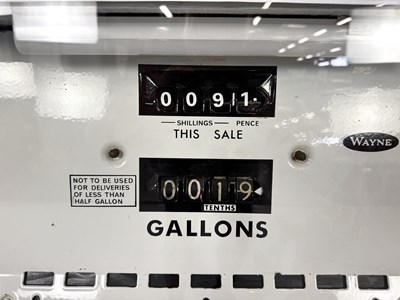 0091
SHILLINGS PENCE
THIS SALE
WAYNE
NOT TO BE USED
FOR DELIVERIES
OF LESS THAN
HALF GALLON
0019
TENTHS
GALLONS